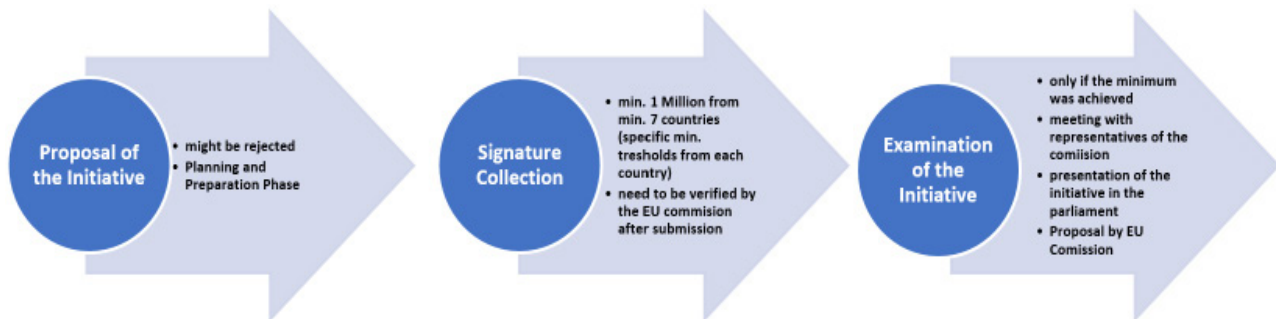 Proposal of
the Initiative
• might be rejected
• Planning and
Preparation Phase
Signature
Collection
• min. 1 Million from
min. 7 countries
(specific min.
tresholds from each
country)
• need to be verified by
the EU commision
after submission
Examination
of the
Initiative
• only if the minimum
was achieved
• meeting with
representatives of the
comiision
• presentation of the
initiative in the
parliament
• Proposal by EU
Comission